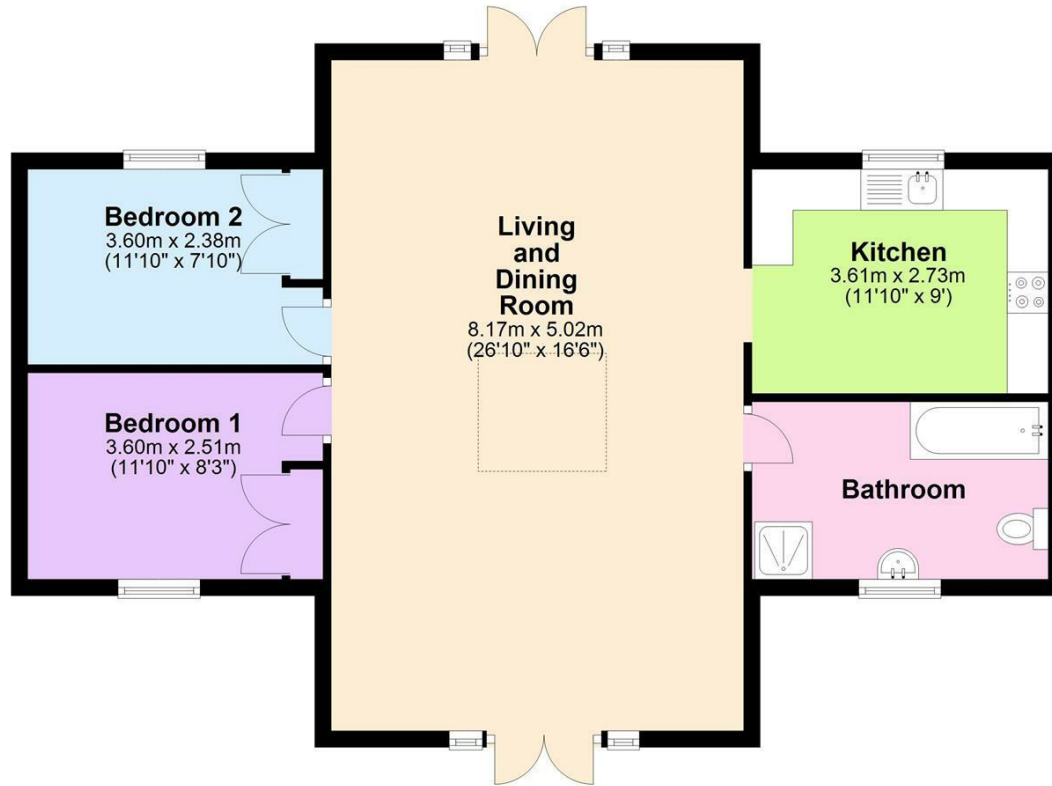 Bedroom 2
3.60m x 2.38m
(11'10" x 7'10")
Living
and
Dining
Room
8.17m x 5.02m
(26'10" x 16'6")
Kitchen
3.61m x 2.73m
(11'10" x 9')
Bedroom 1
3.60m x 2.51m
(11'10" x 8'3")
Bathroom